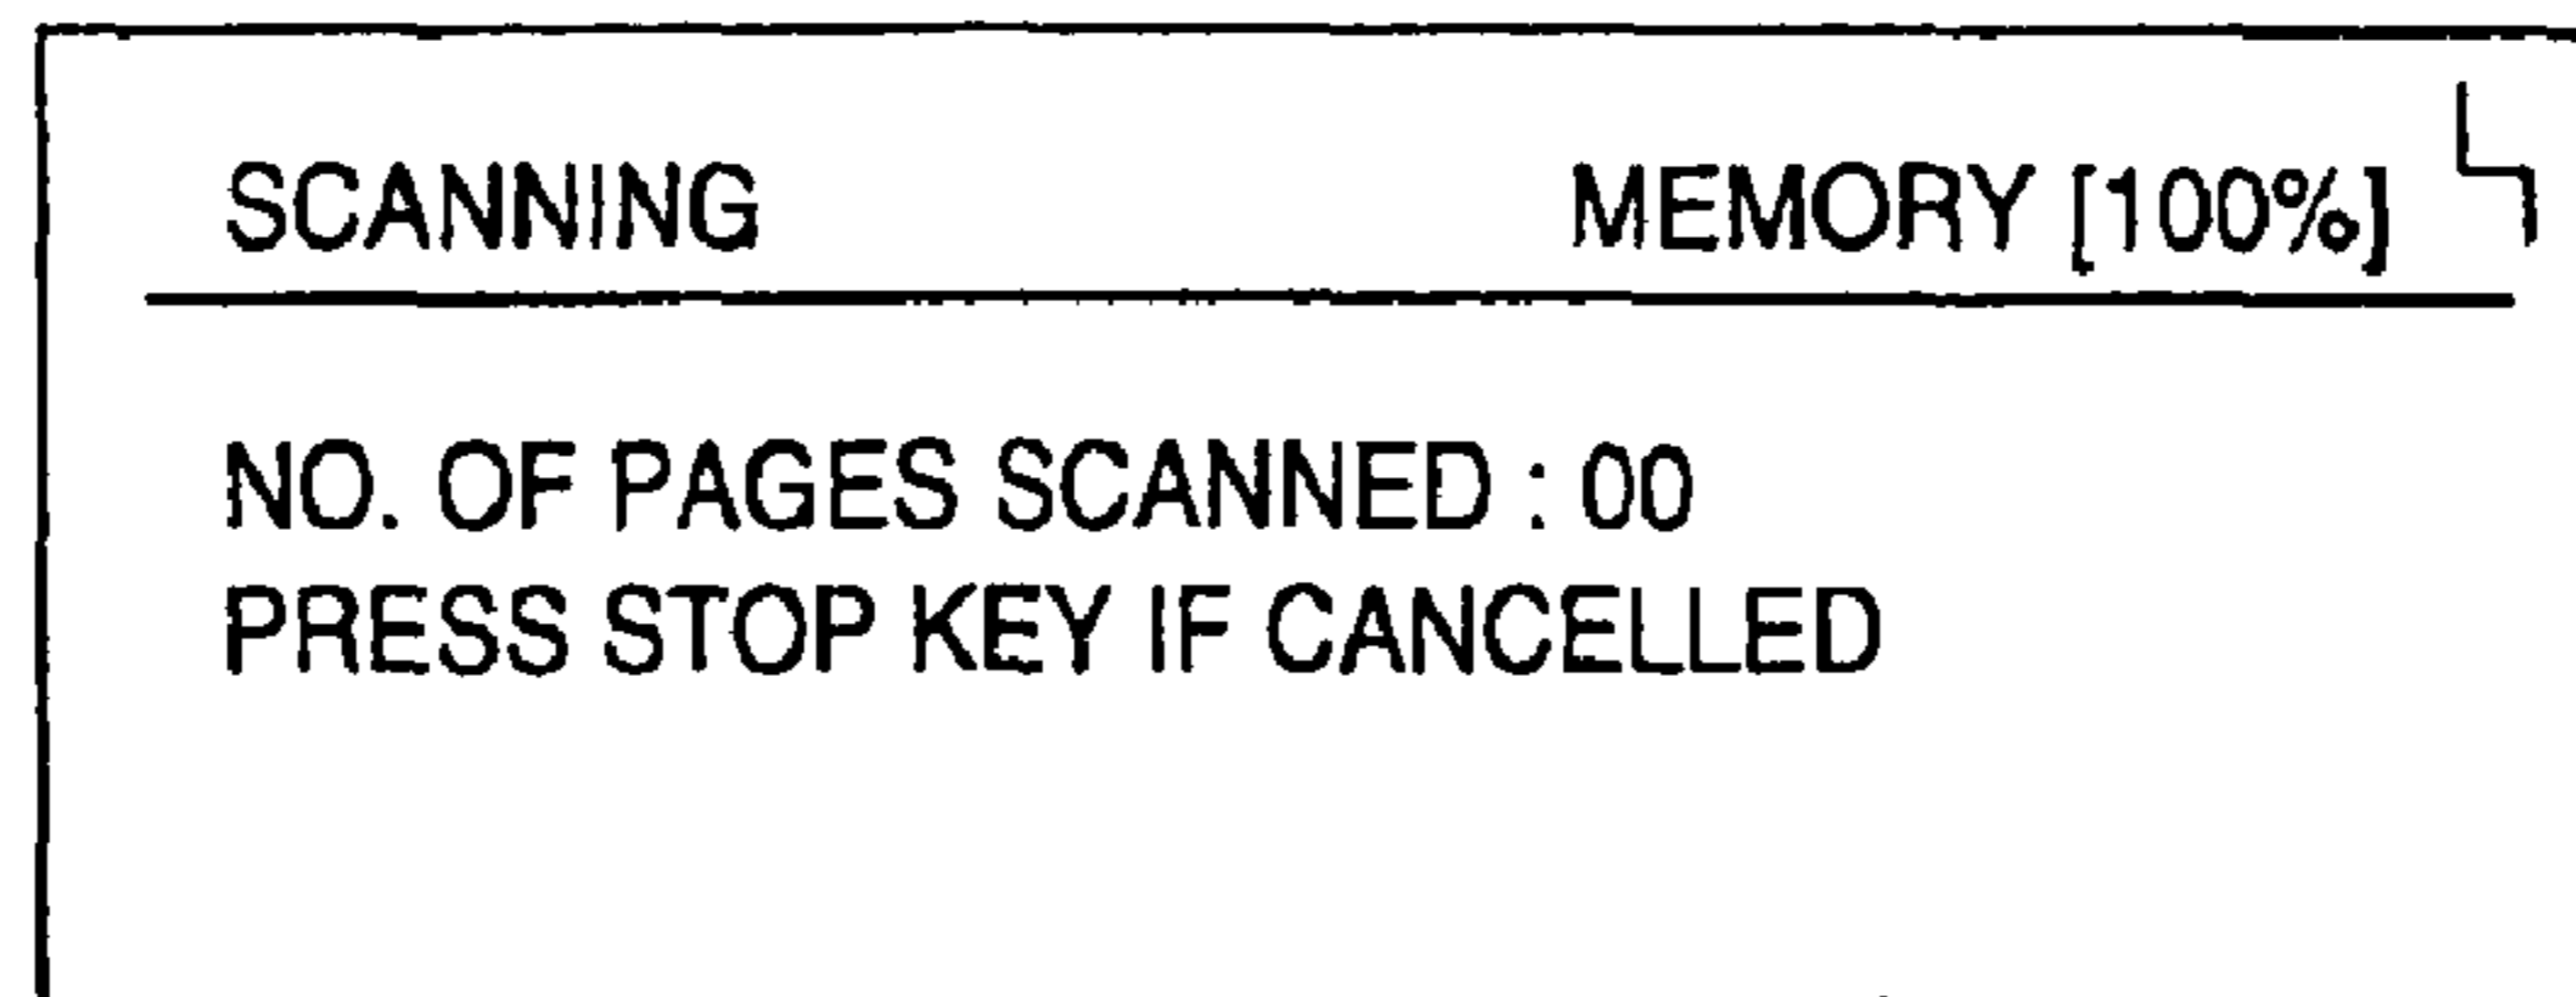 SCANNING MEMORY [100%]
NO. OF PAGES SCANNED : 00
PRESS STOP KEY IF CANCELLED